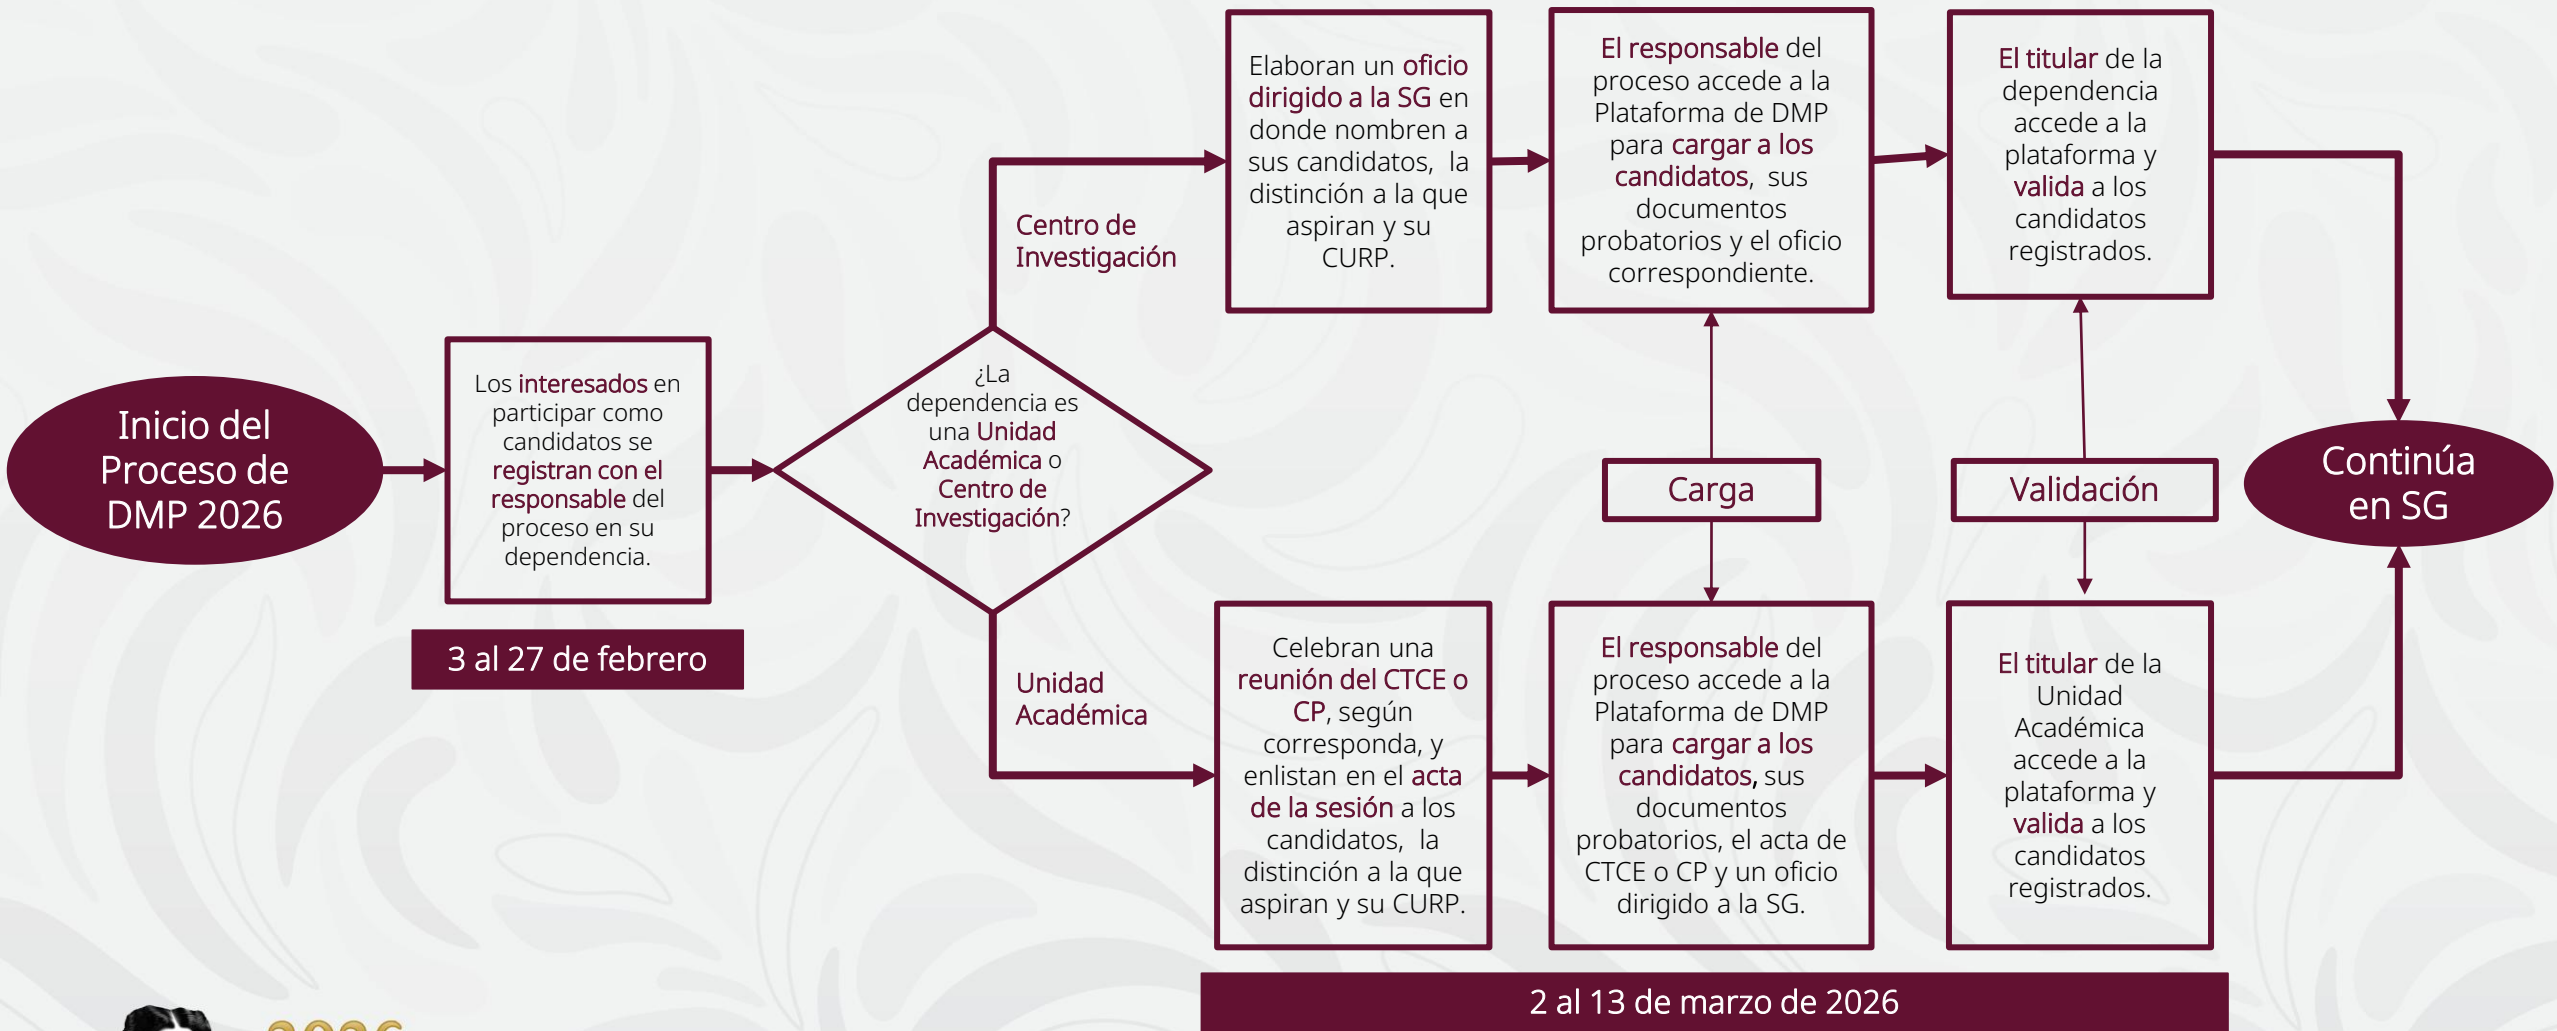 Inicio del
Proceso de
DMP 2026
Los interesados en
participar como
candidatos se
registran con el
responsable del
proceso en su
dependencia.
3 al 27 de febrero
¿La
dependencia es
una Unidad
Académica o
Centro de
Investigación?
Centro de
Investigación
Elaboran un oficio
dirigido a la SG en
donde nombren a
sus candidatos, la
distinción a la que
aspiran y su
CURP.
El responsable del
proceso accede a la
Plataforma de DMP
para cargar a los
candidatos, sus
documentos
probatorios y el oficio
correspondiente.
El titular de la
dependencia
accede a la
plataforma y
valida a los
candidatos
registrados.
Carga
Validación
Continúa
en SG
Unidad
Académica
Celebran una
reunión del CTCE o
CP, según
corresponda, y
enlistan en el acta
de la sesión a los
candidatos, la
distinción a la que
aspiran y su CURP.
El responsable del
proceso accede a la
Plataforma de DMP
para cargar a los
candidatos, sus
documentos
probatorios, el acta de
CTCE o CP y un oficio
dirigido a la SG.
El titular de la
Unidad
Académica
accede a la
plataforma y
valida a los
candidatos
registrados.
2 al 13 de marzo de 2026
2026